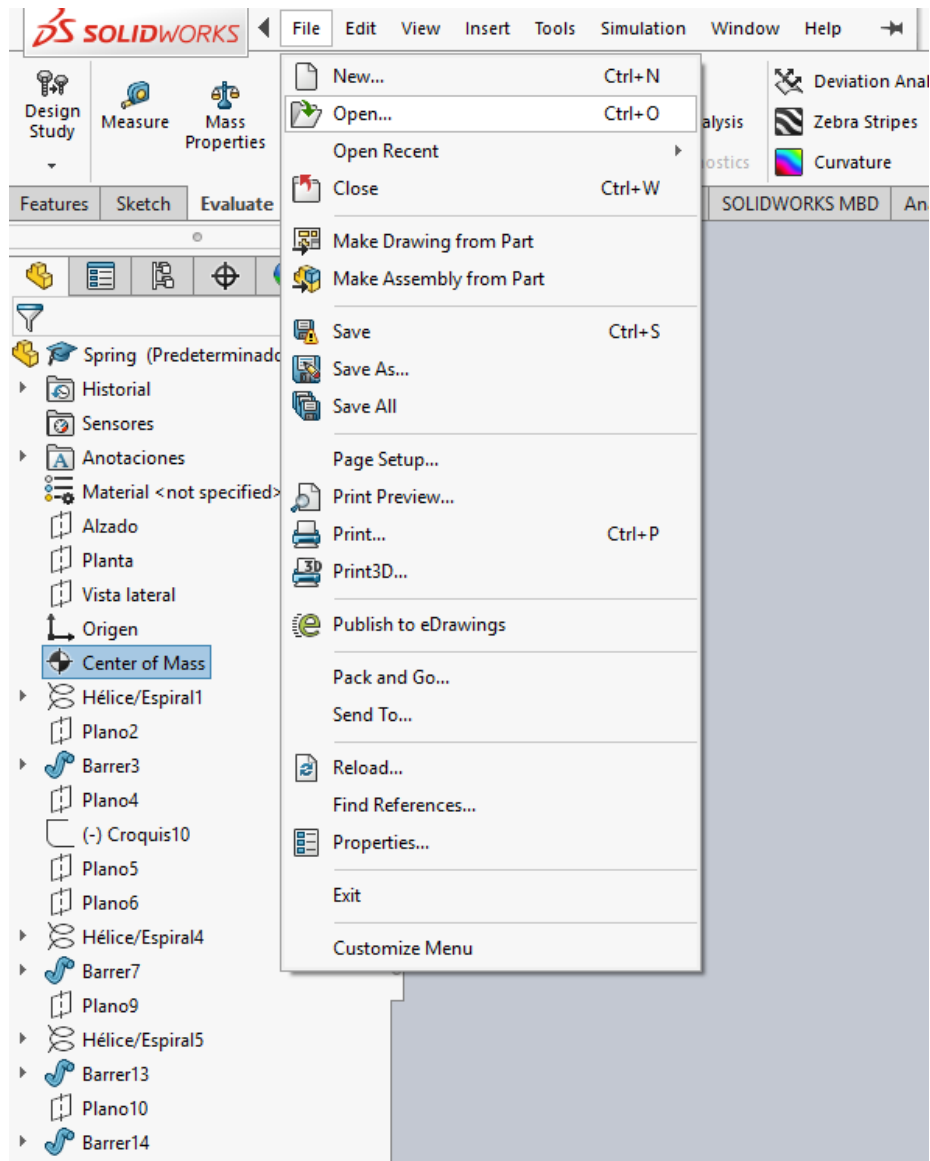 SOLIDWORKS File Edit View Insert Tools Simulation Window Help
Design Study
Measure
Mass Properties
alysis
ostics
Deviation Anal
Zebra Stripes
Curvature
Features Sketch Evaluate SOLIDWORKS MBD Ana
New... Ctrl+N
Open... Ctrl+O
Open Recent
Close Ctrl+W
Make Drawing from Part
Make Assembly from Part
Save Ctrl+S
Save As...
Save All
Page Setup...
Print Preview...
Print... Ctrl+P
Print3D...
Publish to eDrawings
Pack and Go...
Send To...
Reload...
Find References...
Properties...
Exit
Customize Menu
Spring (Predeterminado
Historial
Sensores
Anotaciones
Material <not specified>
Alzado
Planta
Vista lateral
Origen
Center of Mass
Hélice/Espiral1
Plano2
Barrer3
Plano4
(-) Croquis10
Plano5
Plano6
Hélice/Espiral4
Barrer7
Plano9
Hélice/Espiral5
Barrer13
Plano10
Barrer14